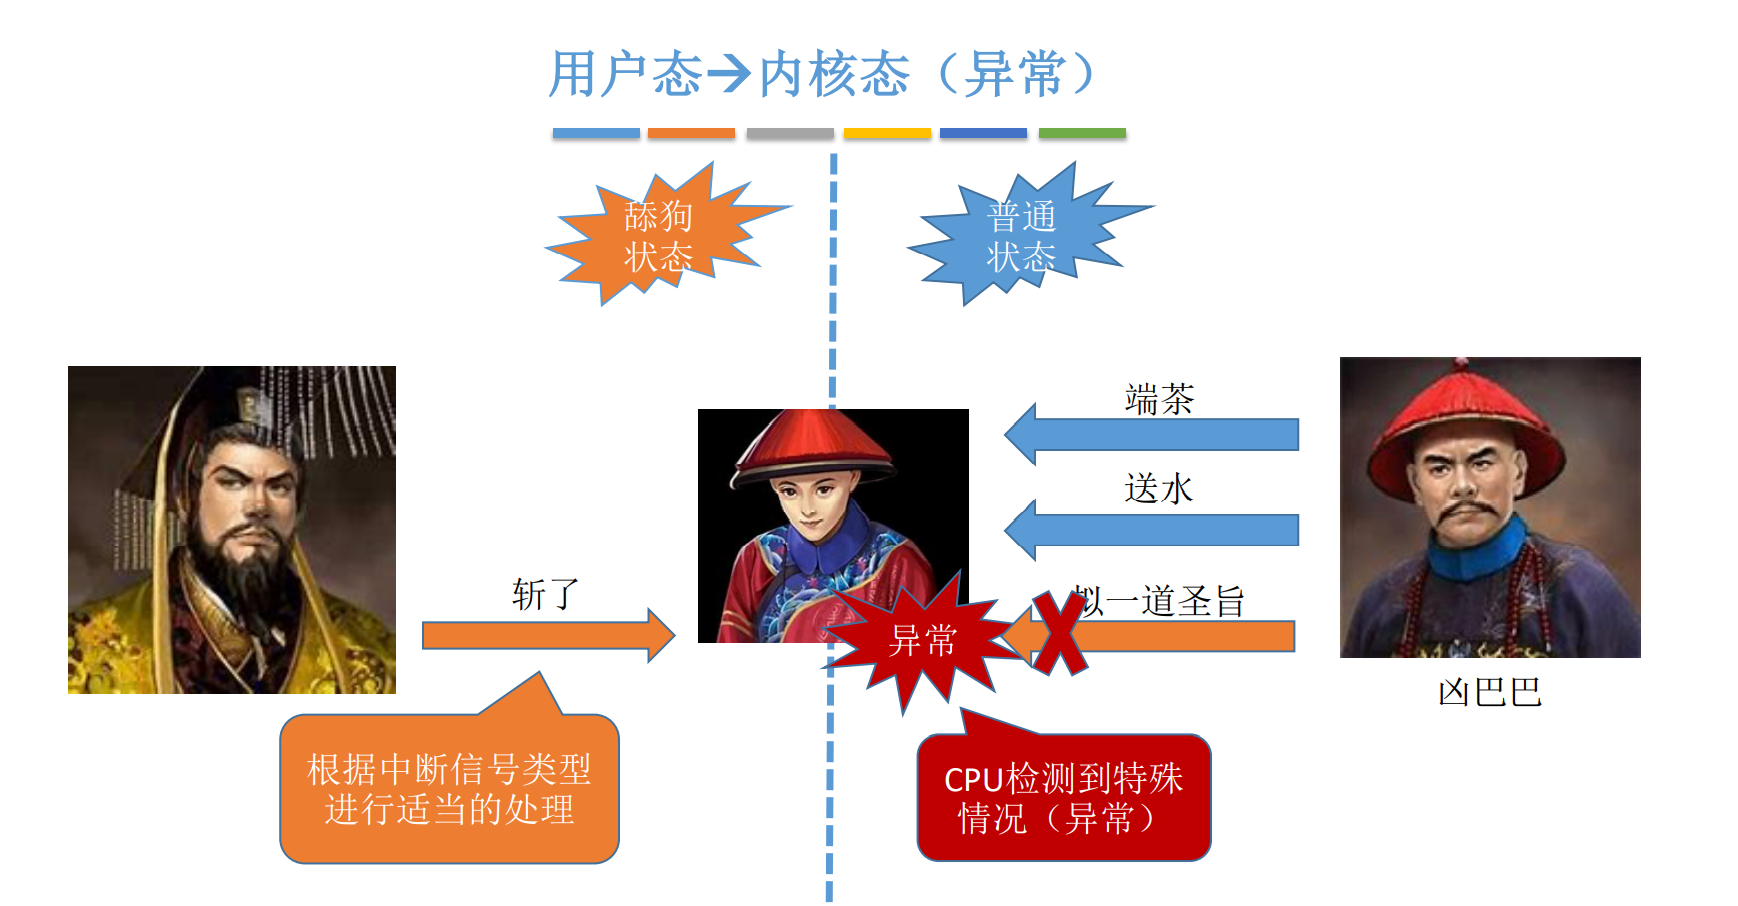 用户态→内核态（异常）
舔狗
状态
普通
状态
端茶
送水
斩了
拟一道圣旨
异常
凶巴巴
根据中断信号类型
进行适当的处理
CPU检测到特殊
情况（异常）